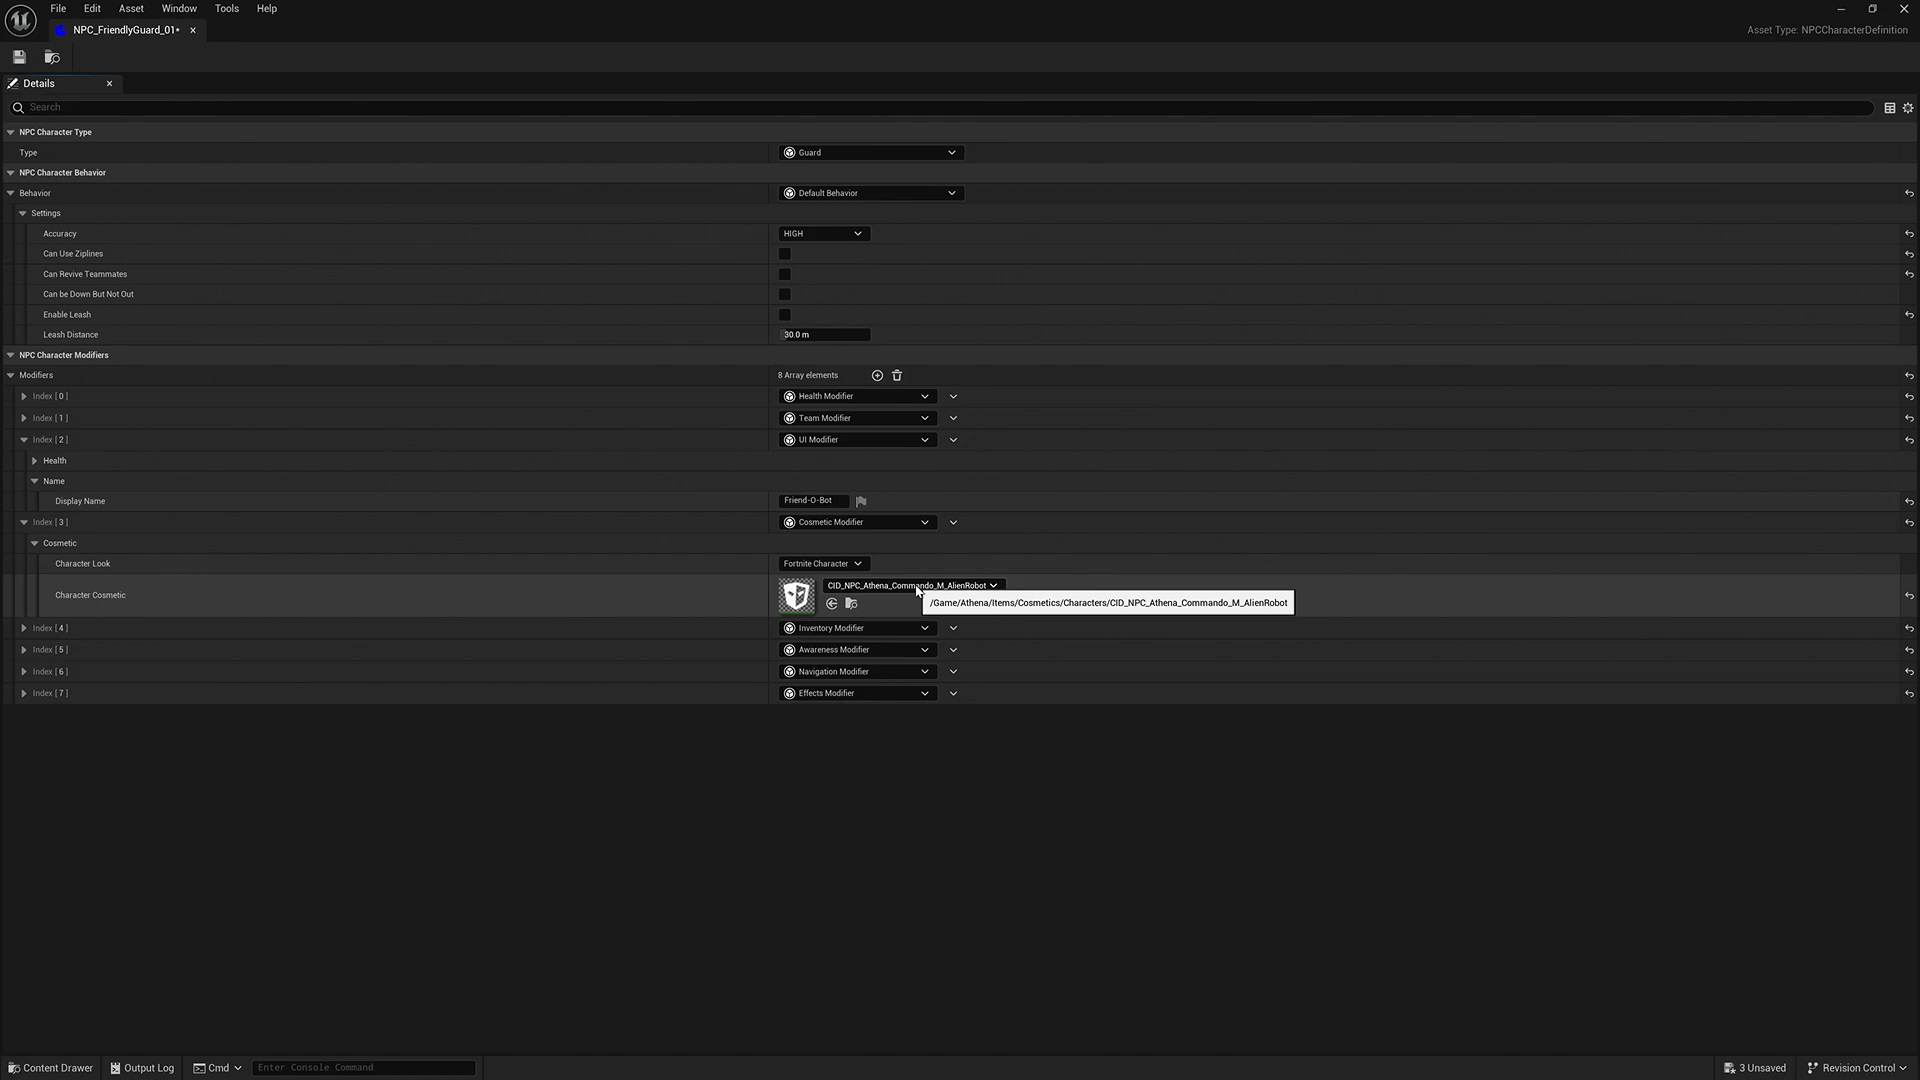 File Edit Asset Window Tools Help
NPC_FriendlyGuard_01*
Asset Type: NPCCharacterDefinition
Details
Search
NPC Character Type
Type Guard
NPC Character Behavior
Behavior Default Behavior
Settings
Accuracy HIGH
Can Use Ziplines
Can Revive Teammates
Can be Down But Not Out
Enable Leash
Leash Distance 30.0 m
NPC Character Modifiers
Modifiers 8 Array elements
Index [ 0 ] Health Modifier
Index [ 1 ] Team Modifier
Index [ 2 ] UI Modifier
Health
Name
Display Name Friend-O-Bot
Index [ 3 ] Cosmetic Modifier
Cosmetic
Character Look Fortnite Character
CID_NPC_Athena_Commando_M_AlienRobot
Character Cosmetic
/Game/Athena/Items/Cosmetics/Characters/CID_NPC_Athena_Commando_M_AlienRobot
Index [ 4 ] Inventory Modifier
Index [ 5 ] Awareness Modifier
Index [ 6 ] Navigation Modifier
Index [ 7 ] Effects Modifier
Content Drawer Output Log Cmd Enter Console Command 3 Unsaved Revision Control